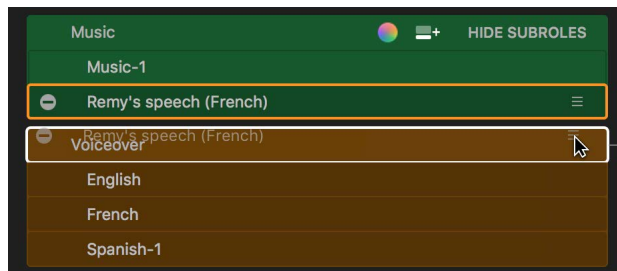 Music HIDE SUBROLES
Music-1
Remy's speech (French)
Remy's speech (French)
Voiceover
English
French
Spanish-1